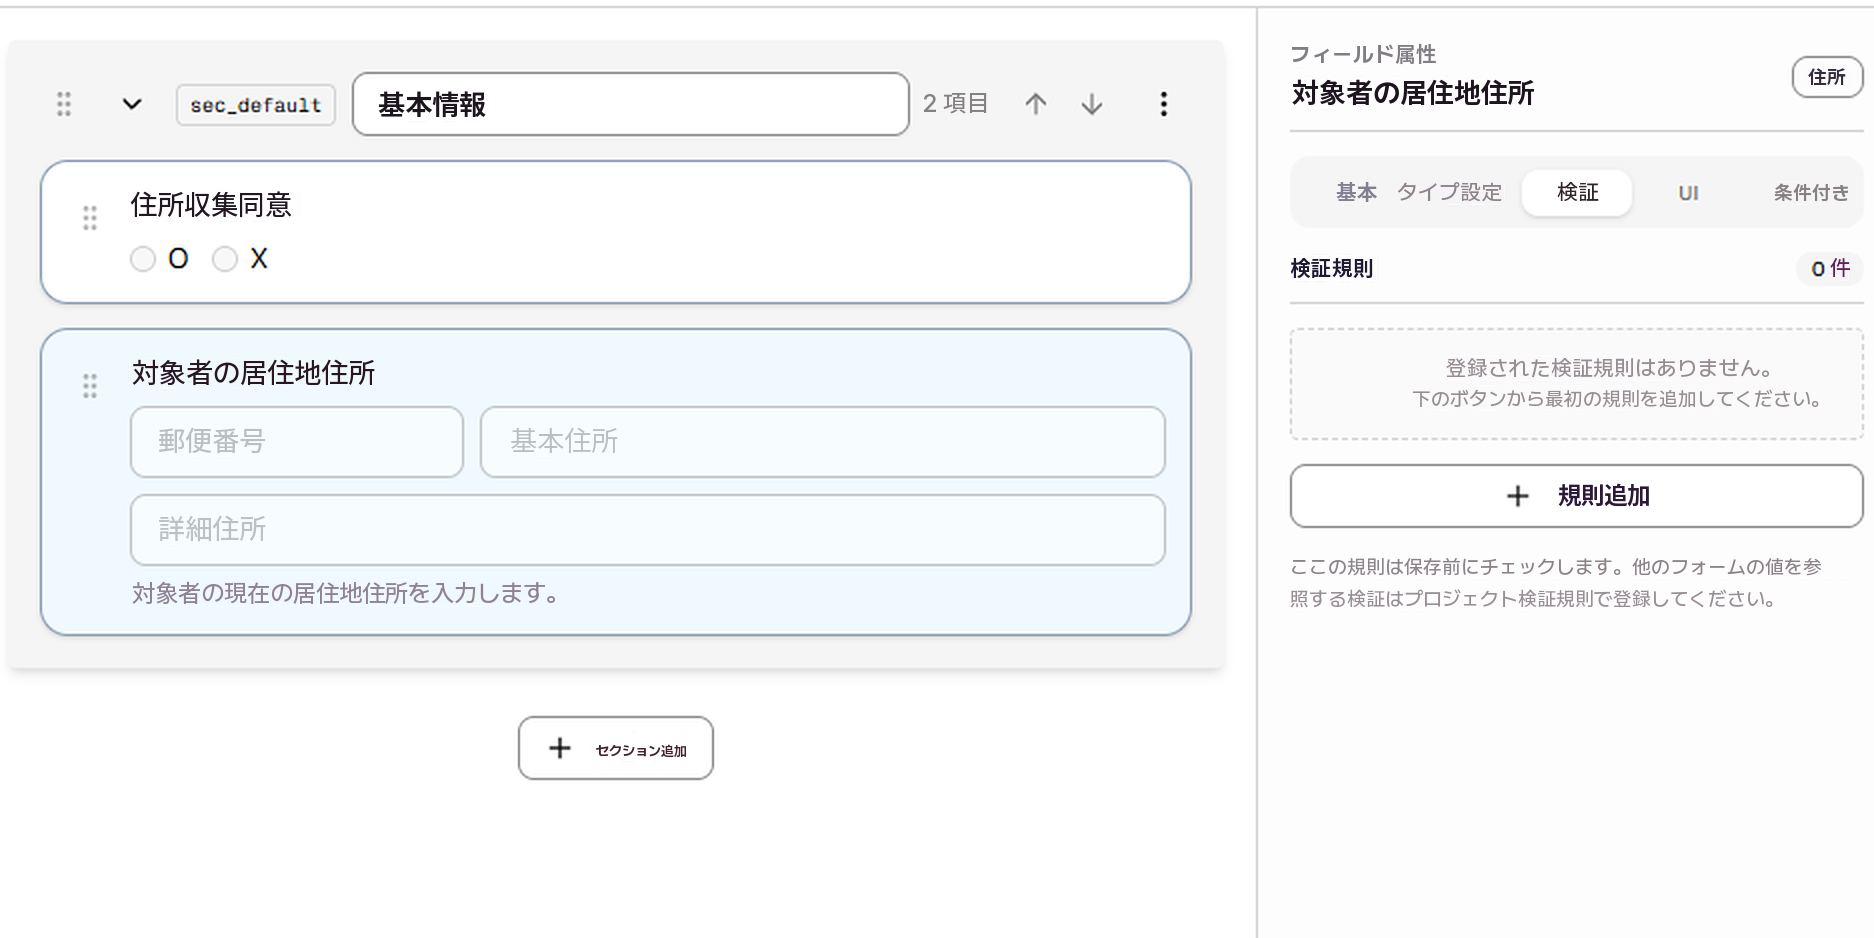 sec_default
基本情報
2 項目
住所収集同意
O X
対象者の居住地住所
郵便番号
基本住所
詳細住所
対象者の現在の居住地住所を入力します。
セクション追加
フィールド属性
対象者の居住地住所
住所
基本 タイプ設定 検証 UI 条件付き
検証規則
0 件
登録された検証規則はありません。
下のボタンから最初の規則を追加してください。
規則追加
ここの規則は保存前にチェックします。他のフォームの値を参
照する検証はプロジェクト検証規則で登録してください。